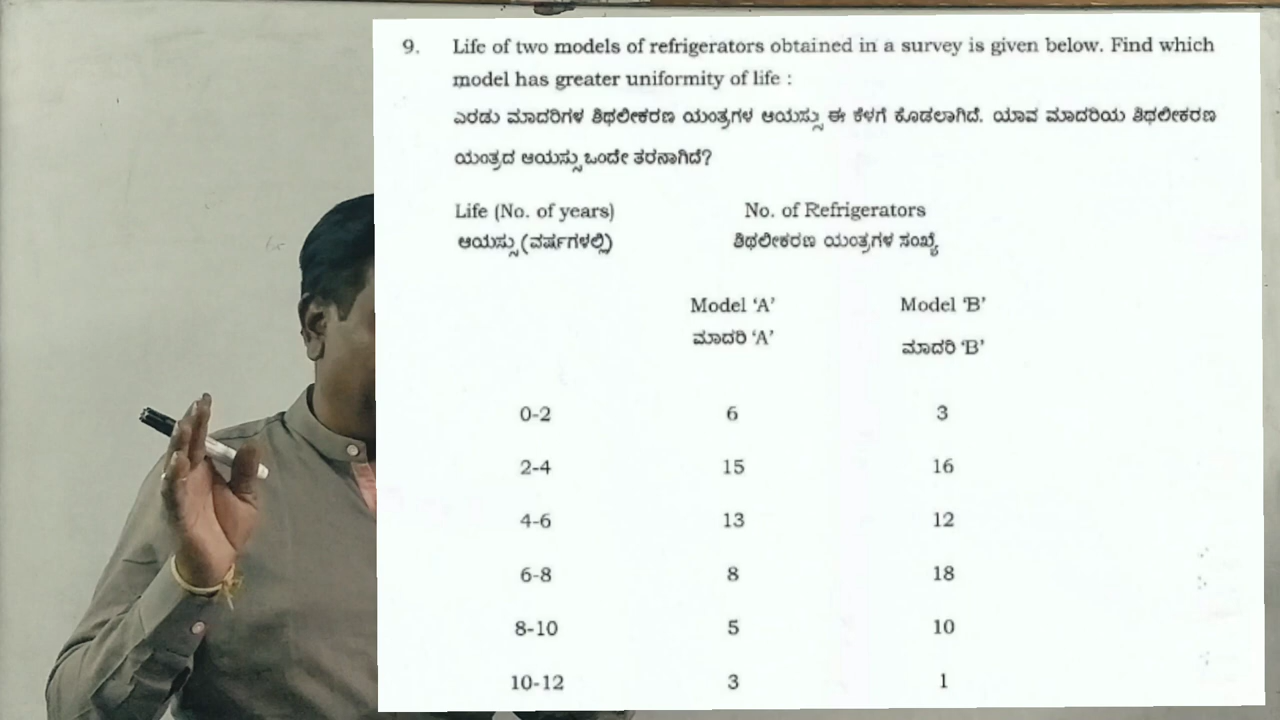 9. Life of two models of refrigerators obtained in a survey is given below. Find which
model has greater uniformity of life :
ಎರಡು ಮಾದರಿಗಳ ಶಿಥಲೀಕರಣ ಯಂತ್ರಗಳ ಆಯಸ್ಸು ಈ ಕೆಳಗೆ ಕೊಡಲಾಗಿದೆ. ಯಾವ ಮಾದರಿಯ ಶಿಥಲೀಕರಣ
ಯಂತ್ರದ ಆಯಸ್ಸು ಒಂದೇ ತರನಾಗಿದೆ?
Life (No. of years) No. of Refrigerators
ಆಯಸ್ಸು (ವರ್ಷಗಳಲ್ಲಿ) ಶಿಥಲೀಕರಣ ಯಂತ್ರಗಳ ಸಂಖ್ಯೆ
Model ‘A’ Model ‘B’
ಮಾದರಿ ‘A’ ಮಾದರಿ ‘B’
0-2 6 3
2-4 15 16
4-6 13 12
6-8 8 18
8-10 5 10
10-12 3 1